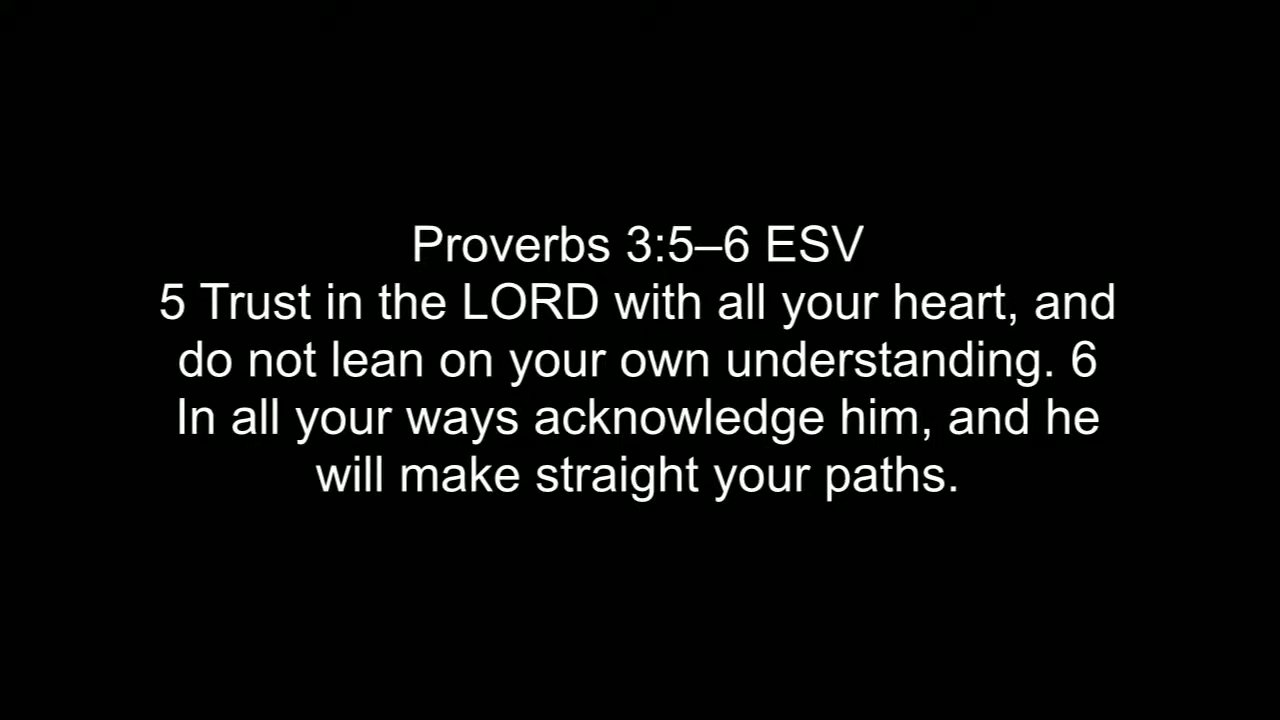 Proverbs 3:5–6 ESV
5 Trust in the LORD with all your heart, and
do not lean on your own understanding. 6
In all your ways acknowledge him, and he
will make straight your paths.